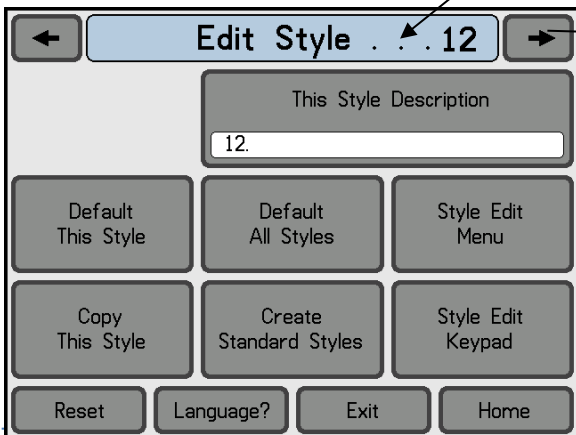 Edit Style . . . 12
This Style Description
12.
Default
This Style
Default
All Styles
Style Edit
Menu
Copy
This Style
Create
Standard Styles
Style Edit
Keypad
Reset
Language?
Exit
Home